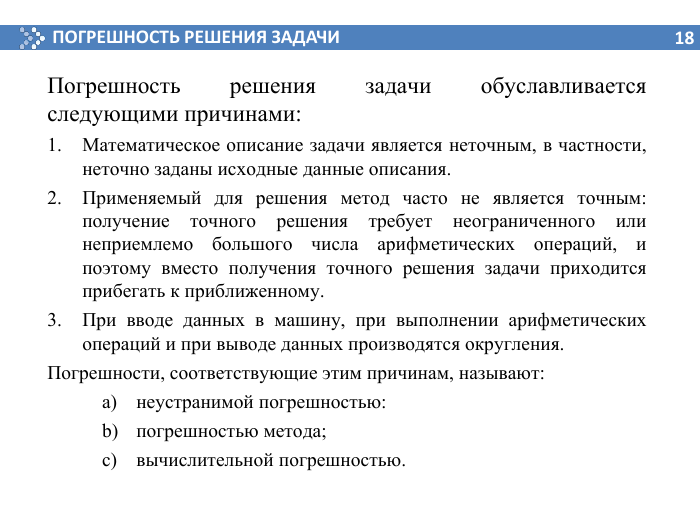 ПОГРЕШНОСТЬ РЕШЕНИЯ ЗАДАЧИ 18
Погрешность решения задачи обуславливается
следующими причинами:
1. Математическое описание задачи является неточным, в частности,
неточно заданы исходные данные описания.
2. Применяемый для решения метод часто не является точным:
получение точного решения требует неограниченного или
неприемлемо большого числа арифметических операций, и
поэтому вместо получения точного решения задачи приходится
прибегать к приближенному.
3. При вводе данных в машину, при выполнении арифметических
операций и при выводе данных производятся округления.
Погрешности, соответствующие этим причинам, называют:
a) неустранимой погрешностью:
b) погрешностью метода;
c) вычислительной погрешностью.